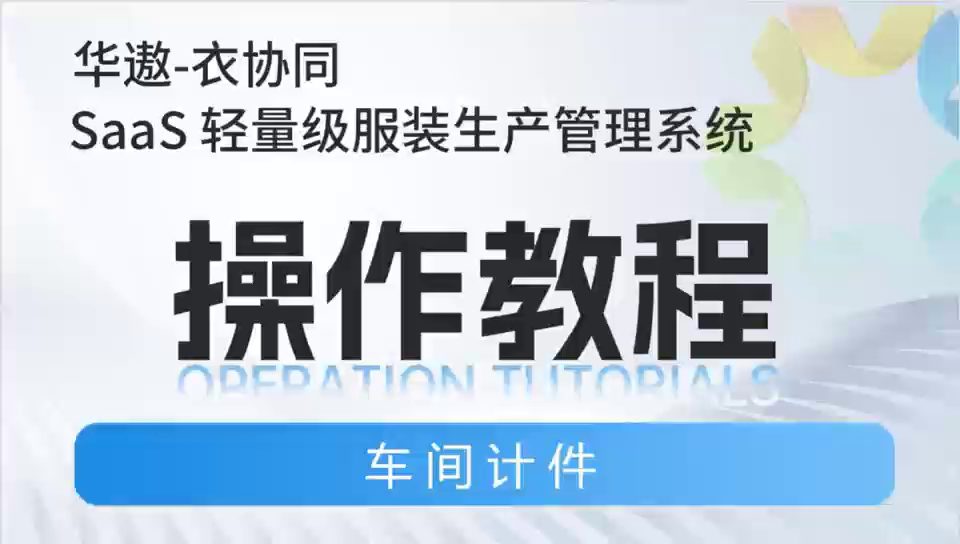 华遨-衣协同
SaaS 轻量级服装生产管理系统
操作教程
OPERATION TUTORIALS
车间计件